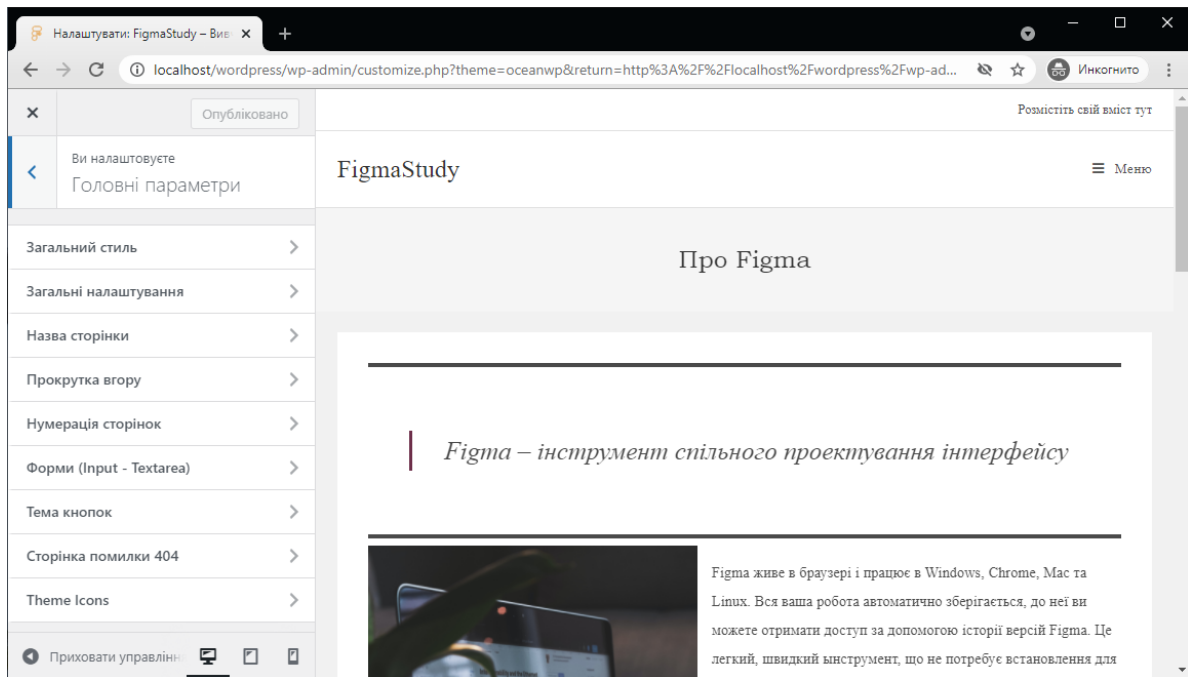 Налаштувати: FigmaStudy – Вив
localhost/wordpress/wp-admin/customize.php?theme=oceanwp&return=http%3A%2F%2Flocalhost%2Fwordpress%2Fwp-ad...
Инкогнито
Опубліковано
Ви налаштовуєте
Головні параметри
Загальний стиль
Загальні налаштування
Назва сторінки
Прокрутка вгору
Нумерація сторінок
Форми (Input - Textarea)
Тема кнопок
Сторінка помилки 404
Theme Icons
Приховати управлін
Розмістіть свій вміст тут
FigmaStudy
Меню
Про Figma
Figma – інструмент спільного проектування інтерфейсу
Figma живе в браузері і працює в Windows, Chrome, Mac та
Linux. Вся ваша робота автоматично зберігається, до неї ви
можете отримати доступ за допомогою історії версій Figma. Це
легкий, швидкий ынструмент, що не потребує встановлення для